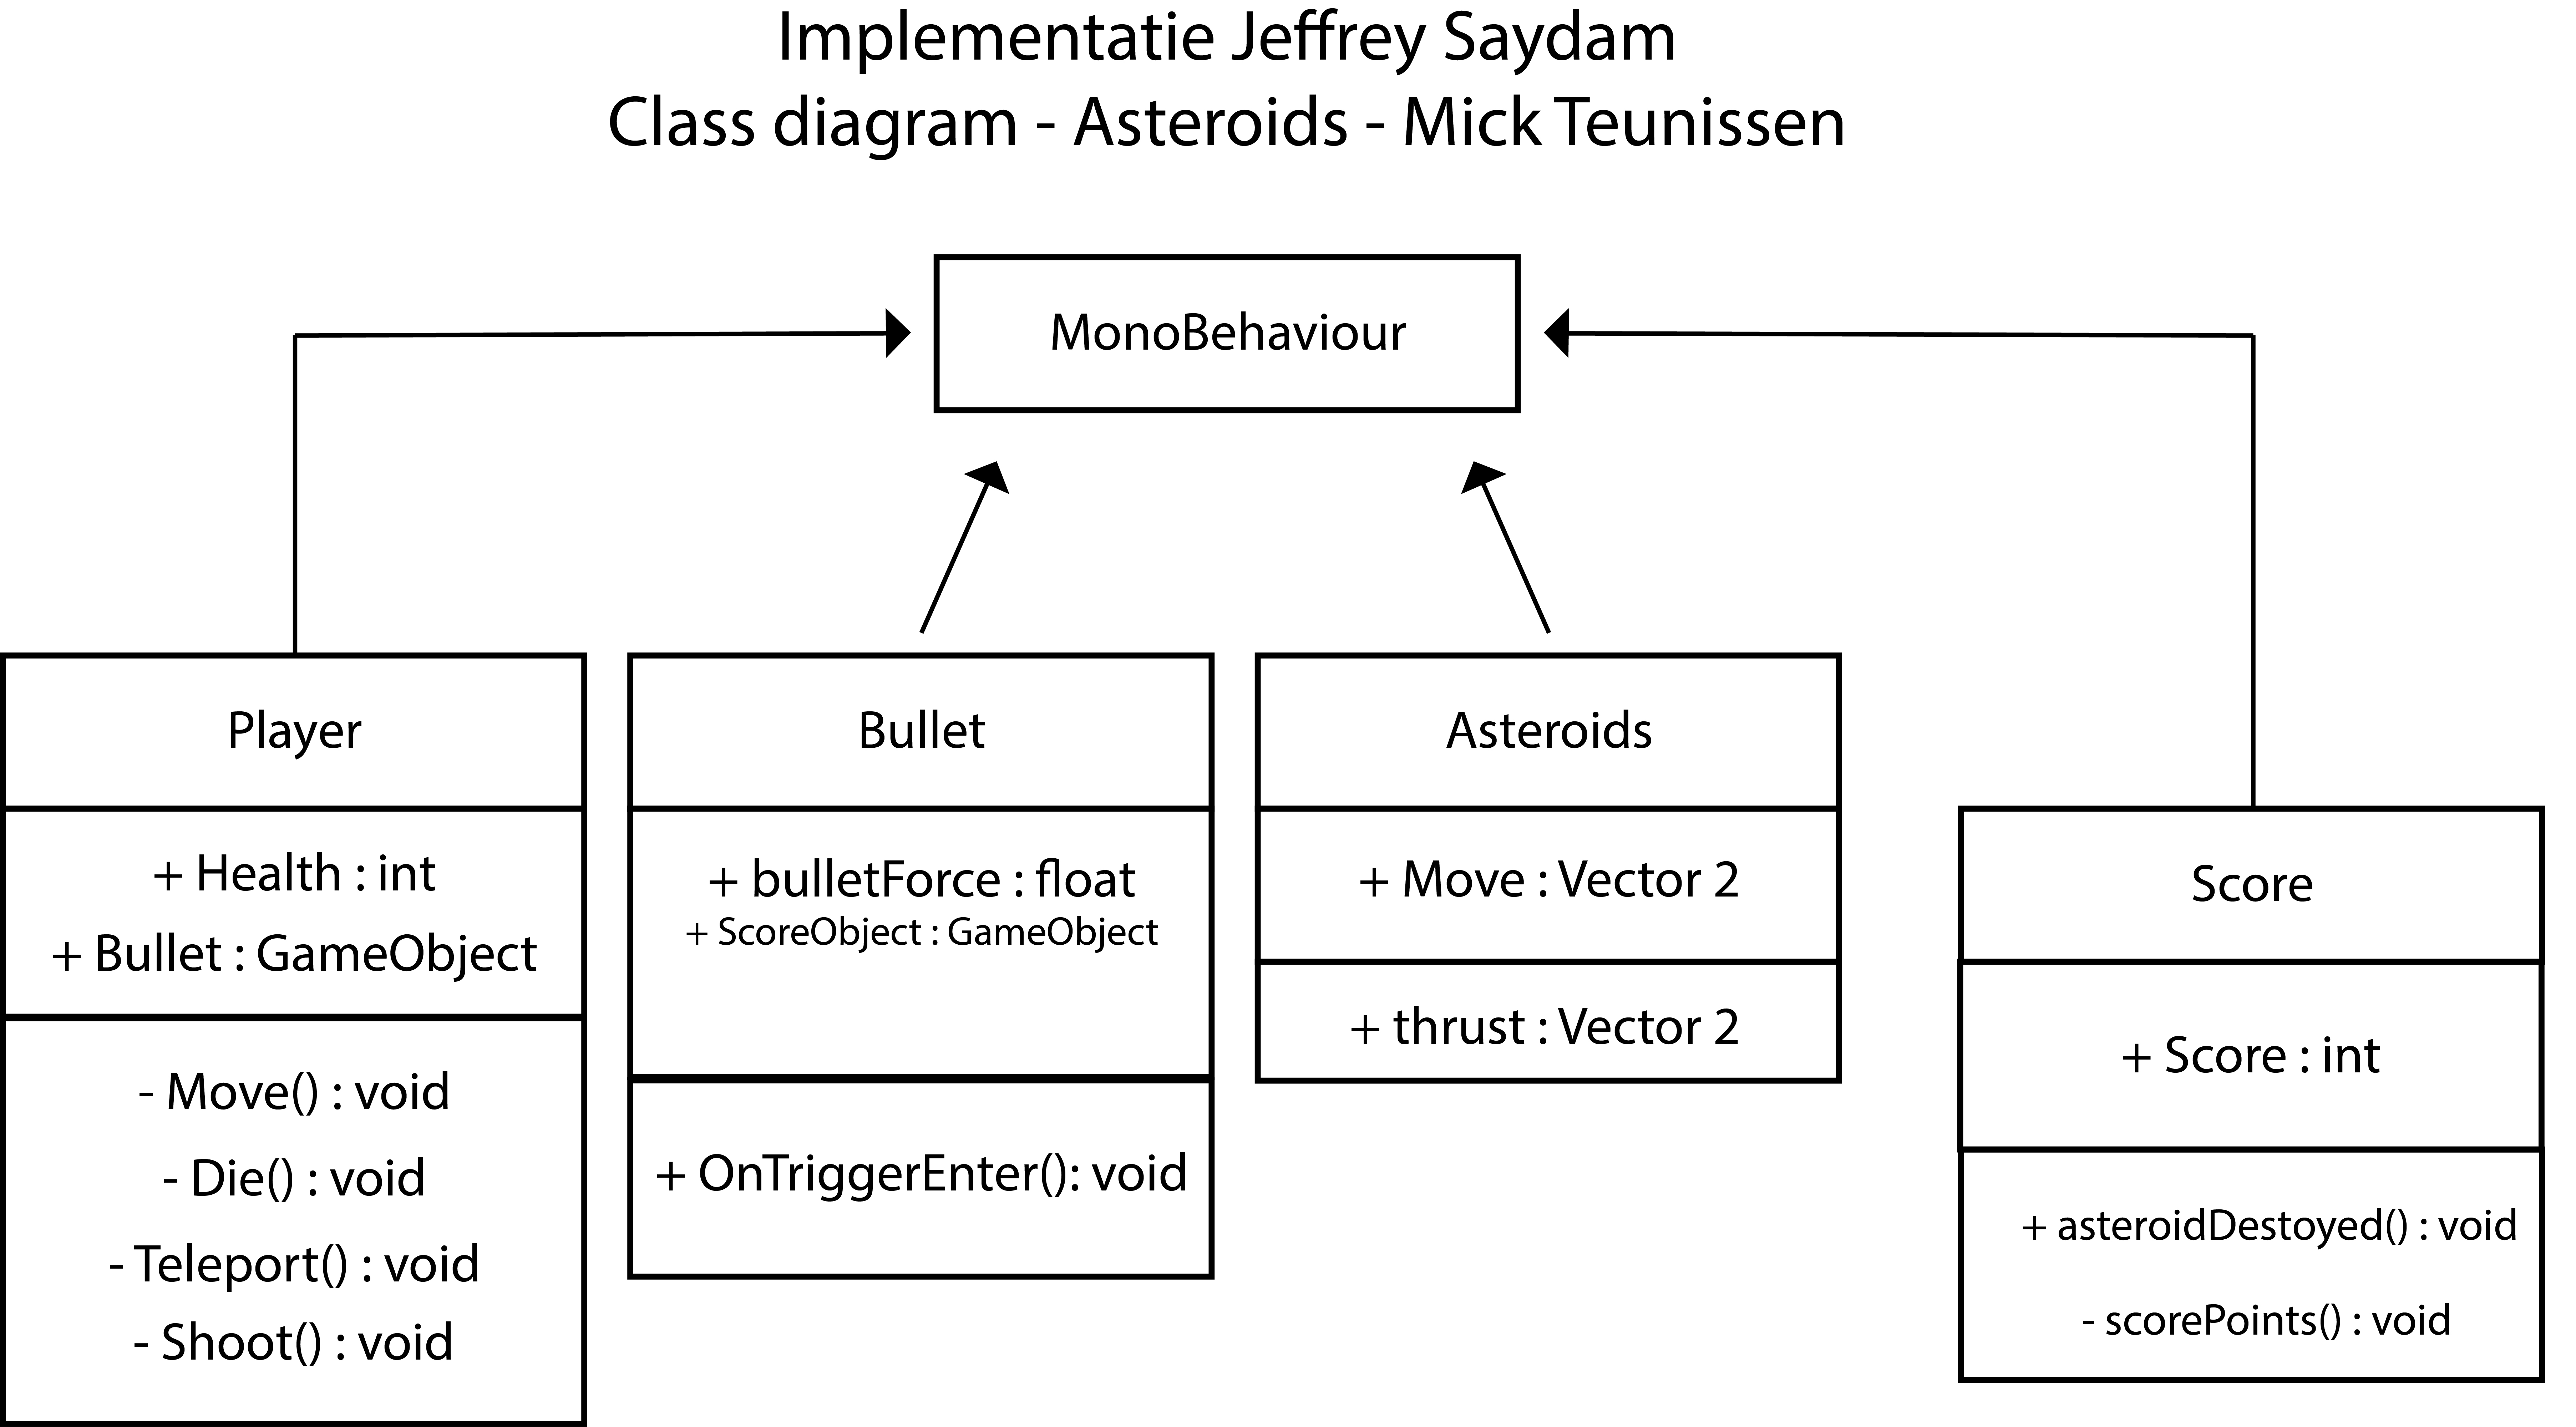 Implementatie Jeffrey Saydam
Class diagram - Asteroids - Mick Teunissen
MonoBehaviour
Player
+ Health : int
+ Bullet : GameObject
- Move() : void
- Die() : void
- Teleport() : void
- Shoot() : void
Bullet
+ bulletForce : float
+ ScoreObject : GameObject
+ OnTriggerEnter(): void
Asteroids
+ Move : Vector 2
+ thrust : Vector 2
Score
+ Score : int
+ asteroidDestoyed() : void
- scorePoints() : void